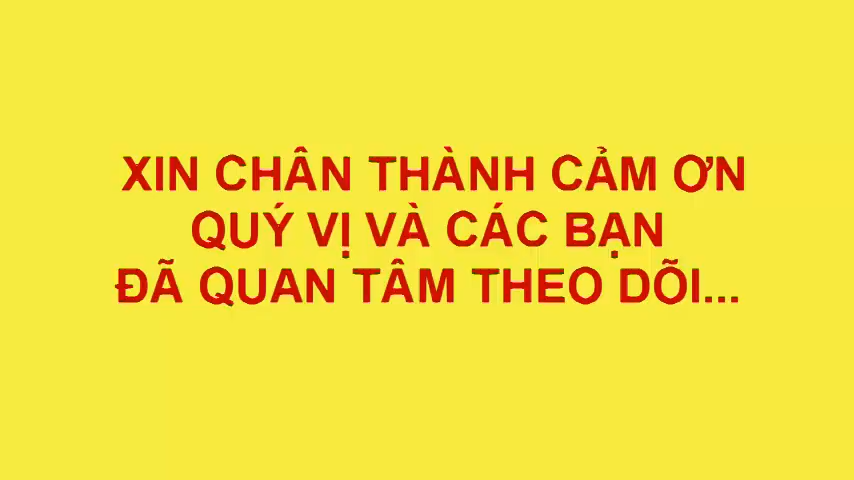 XIN CHÂN THÀNH CẢM ƠN
QUÝ VỊ VÀ CÁC BẠN
ĐÃ QUAN TÂM THEO DÕI...